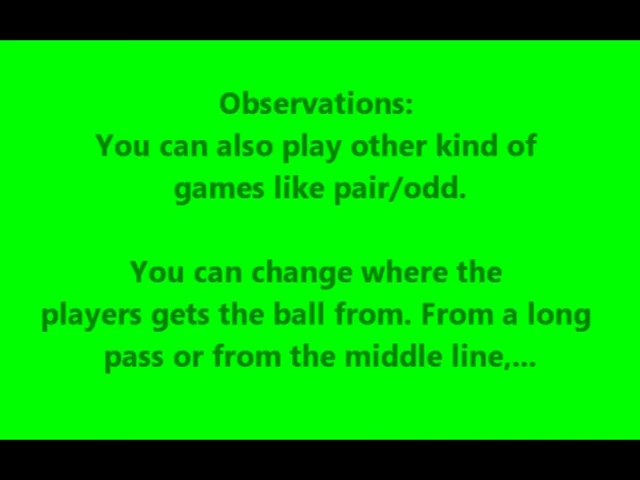 Observations:
You can also play other kind of
games like pair/odd.
You can change where the
players gets the ball from. From a long
pass or from the middle line,...